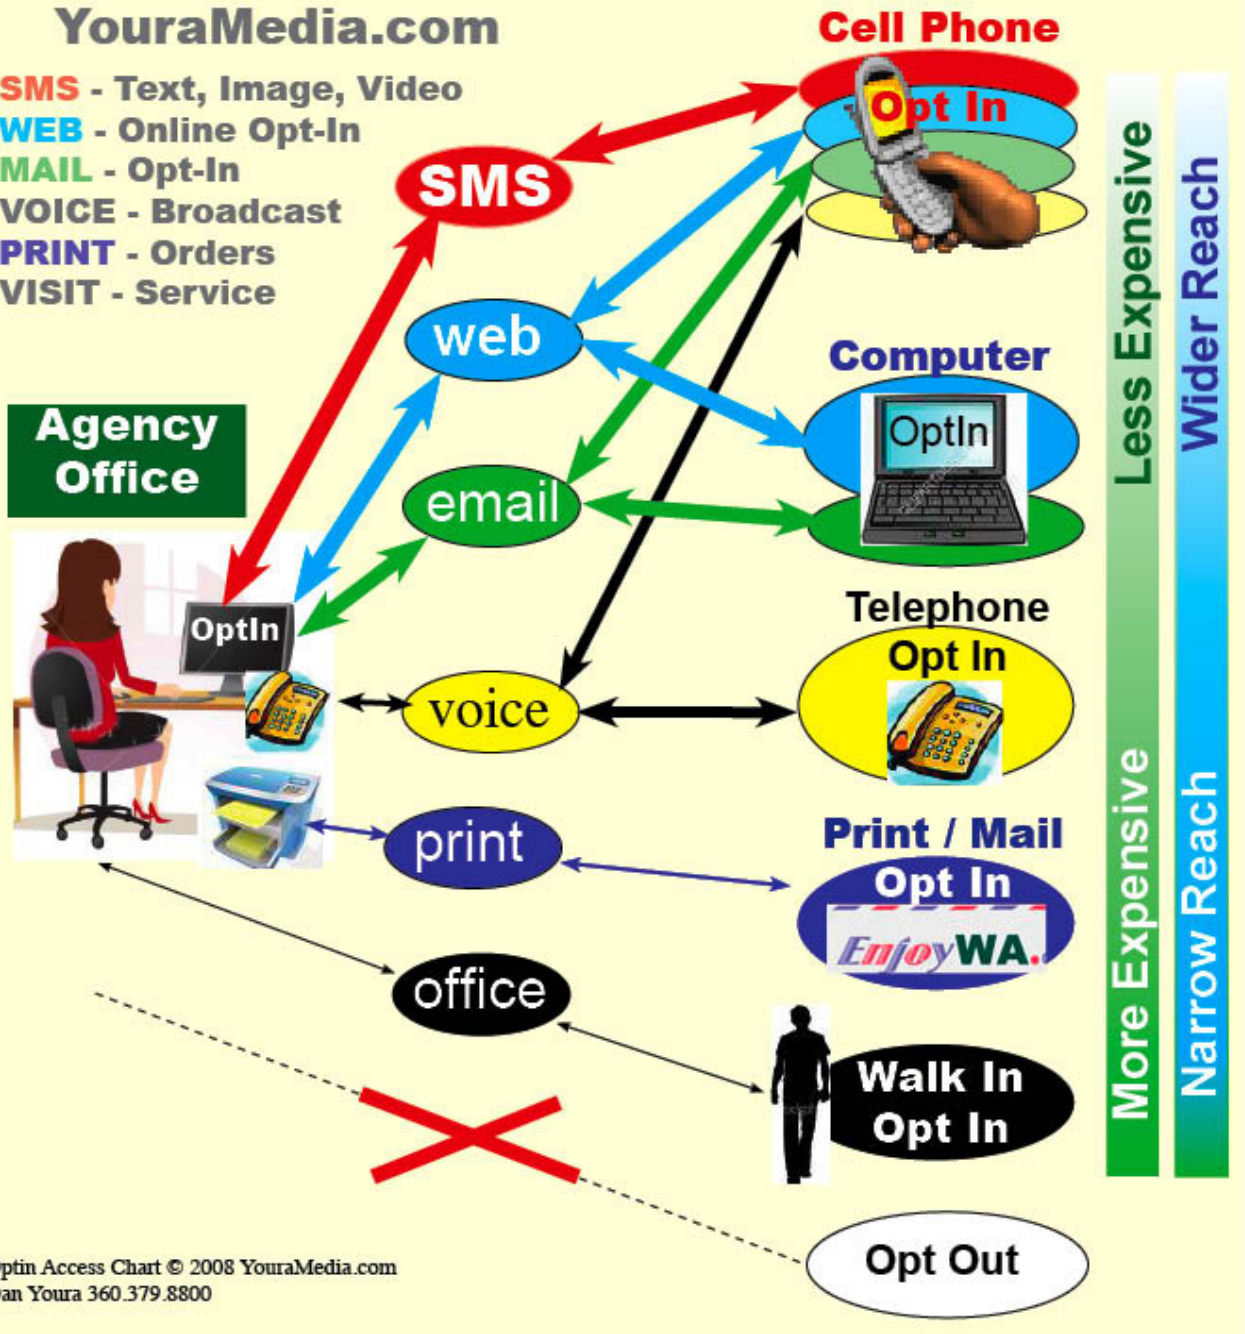 YouraMedia.com
SMS - Text, Image, Video
WEB - Online Opt-In
MAIL - Opt-In
VOICE - Broadcast
PRINT - Orders
VISIT - Service
Agency
Office
OptIn
SMS
web
email
voice
print
office
Cell Phone
Opt In
Computer
OptIn
Telephone
Opt In
Print / Mail
Opt In
EnjoyWA.
Walk In
Opt In
Opt Out
Less Expensive
More Expensive
Wider Reach
Narrow Reach
ptin Access Chart © 2008 YouraMedia.com
an Youra 360.379.8800